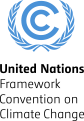 United Nations
Framework
Convention on
Climate Change